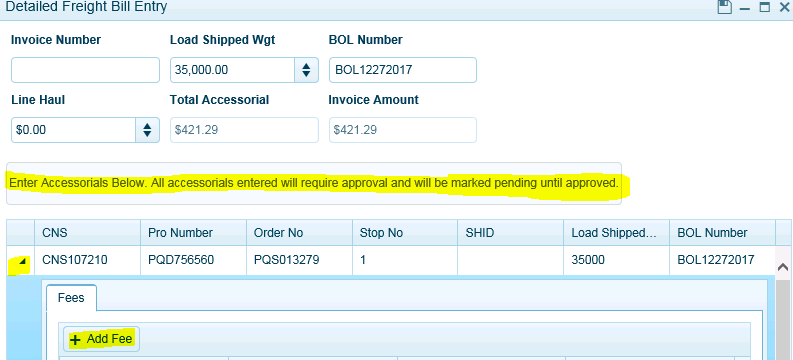 Detailed Freight Bill Entry
Invoice Number Load Shipped Wgt BOL Number
35,000.00 BOL12272017
Line Haul Total Accessorial Invoice Amount
$0.00 $421.29 $421.29
Enter Accessorials Below. All accessorials entered will require approval and will be marked pending until approved.
CNS Pro Number Order No Stop No SHID Load Shipped... BOL Number
CNS107210 PQD756560 PQS013279 1 35000 BOL12272017
Fees
+ Add Fee